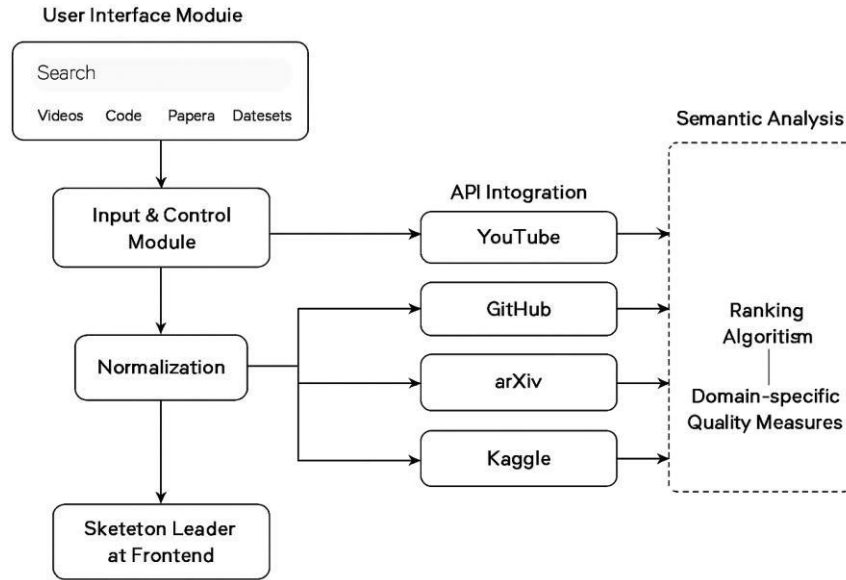 User Interface Moduie
Search
Videos Code Papera Datesets
Semantic Analysis
Input & Control
Module
API Intogration
YouTube
GitHub
Normalization
arXiv
Kaggle
Ranking
Algoritism
Domain-specific
Quality Measures
Sketeton Leader
at Frontend